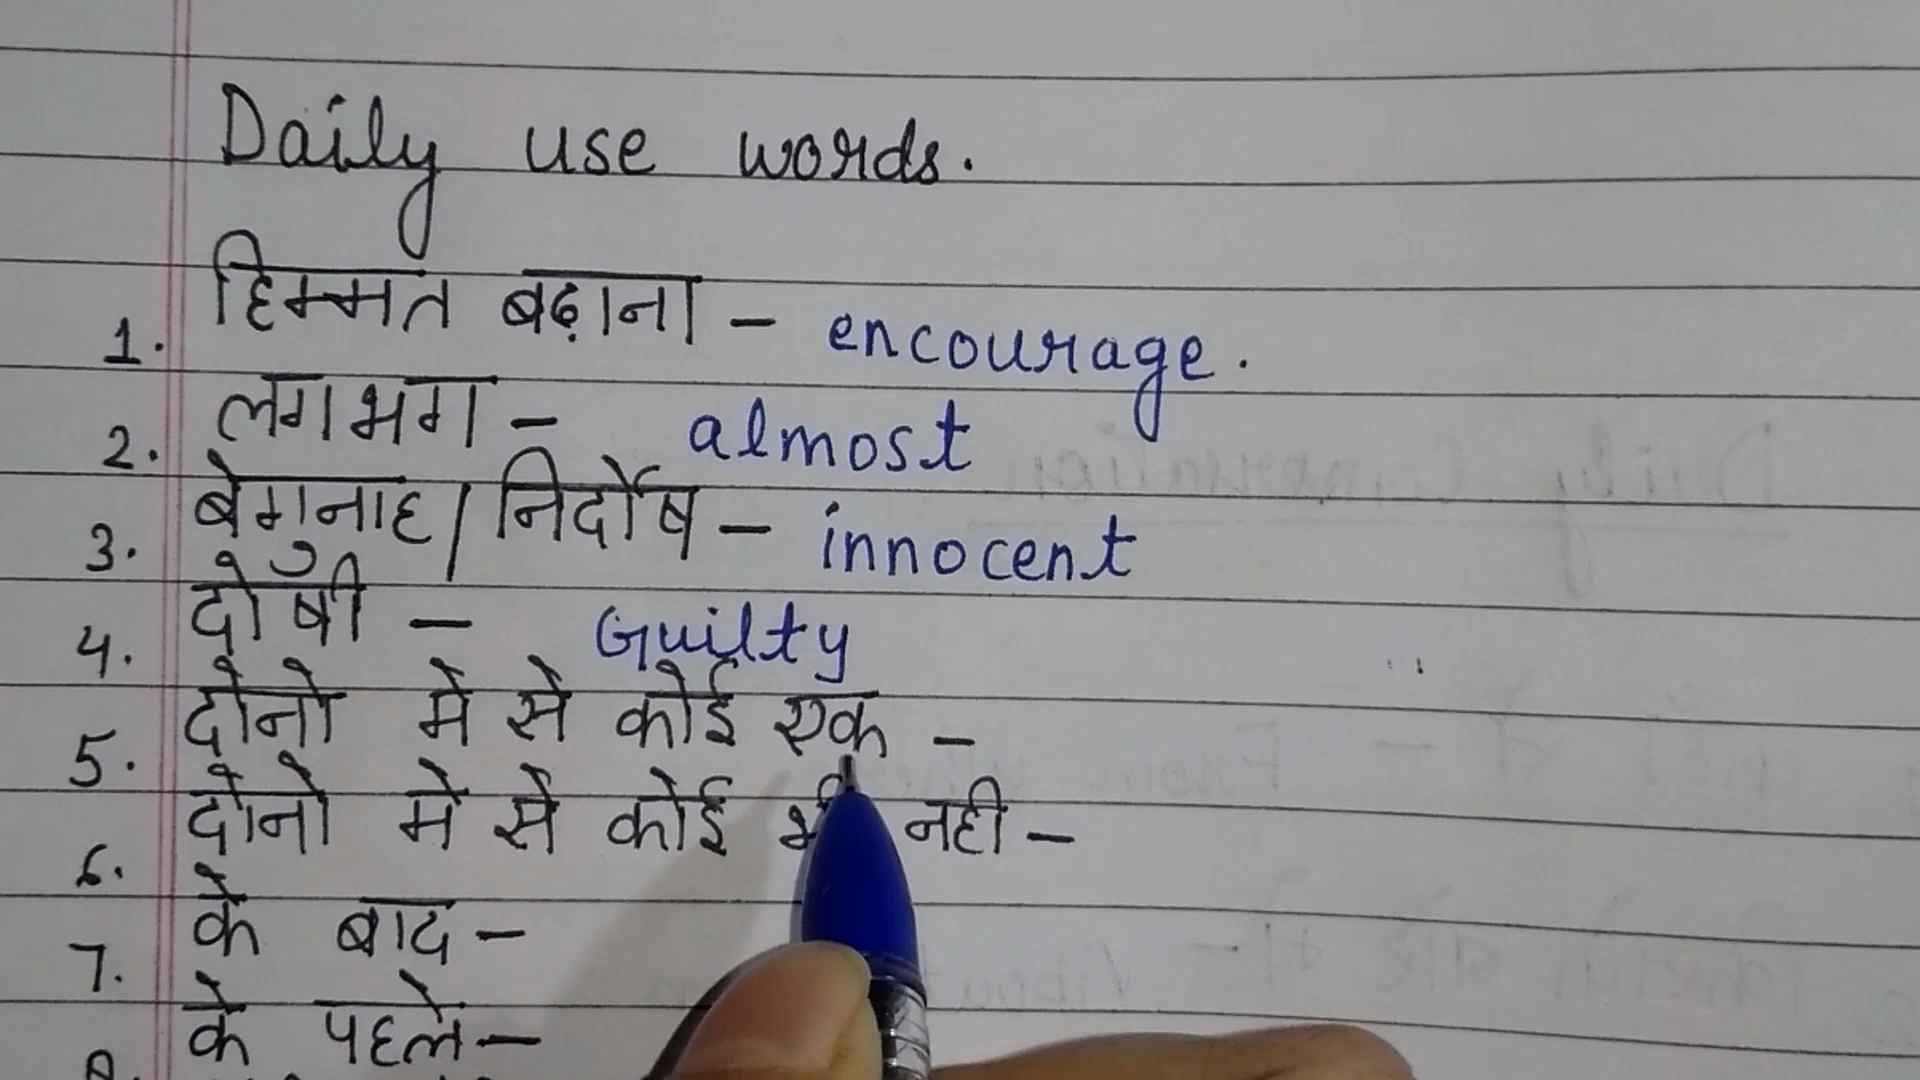 Daily use words.
1. हिम्मत बढ़ाना - encourage.
2. लगभग - almost
3. बेगुनाह / निर्दोष - innocent
4. दोषी - Guilty
5. दोनो मे से कोई एक -
6. दोनो मे से कोई भी नही -
7. के बाद -
के पहले -